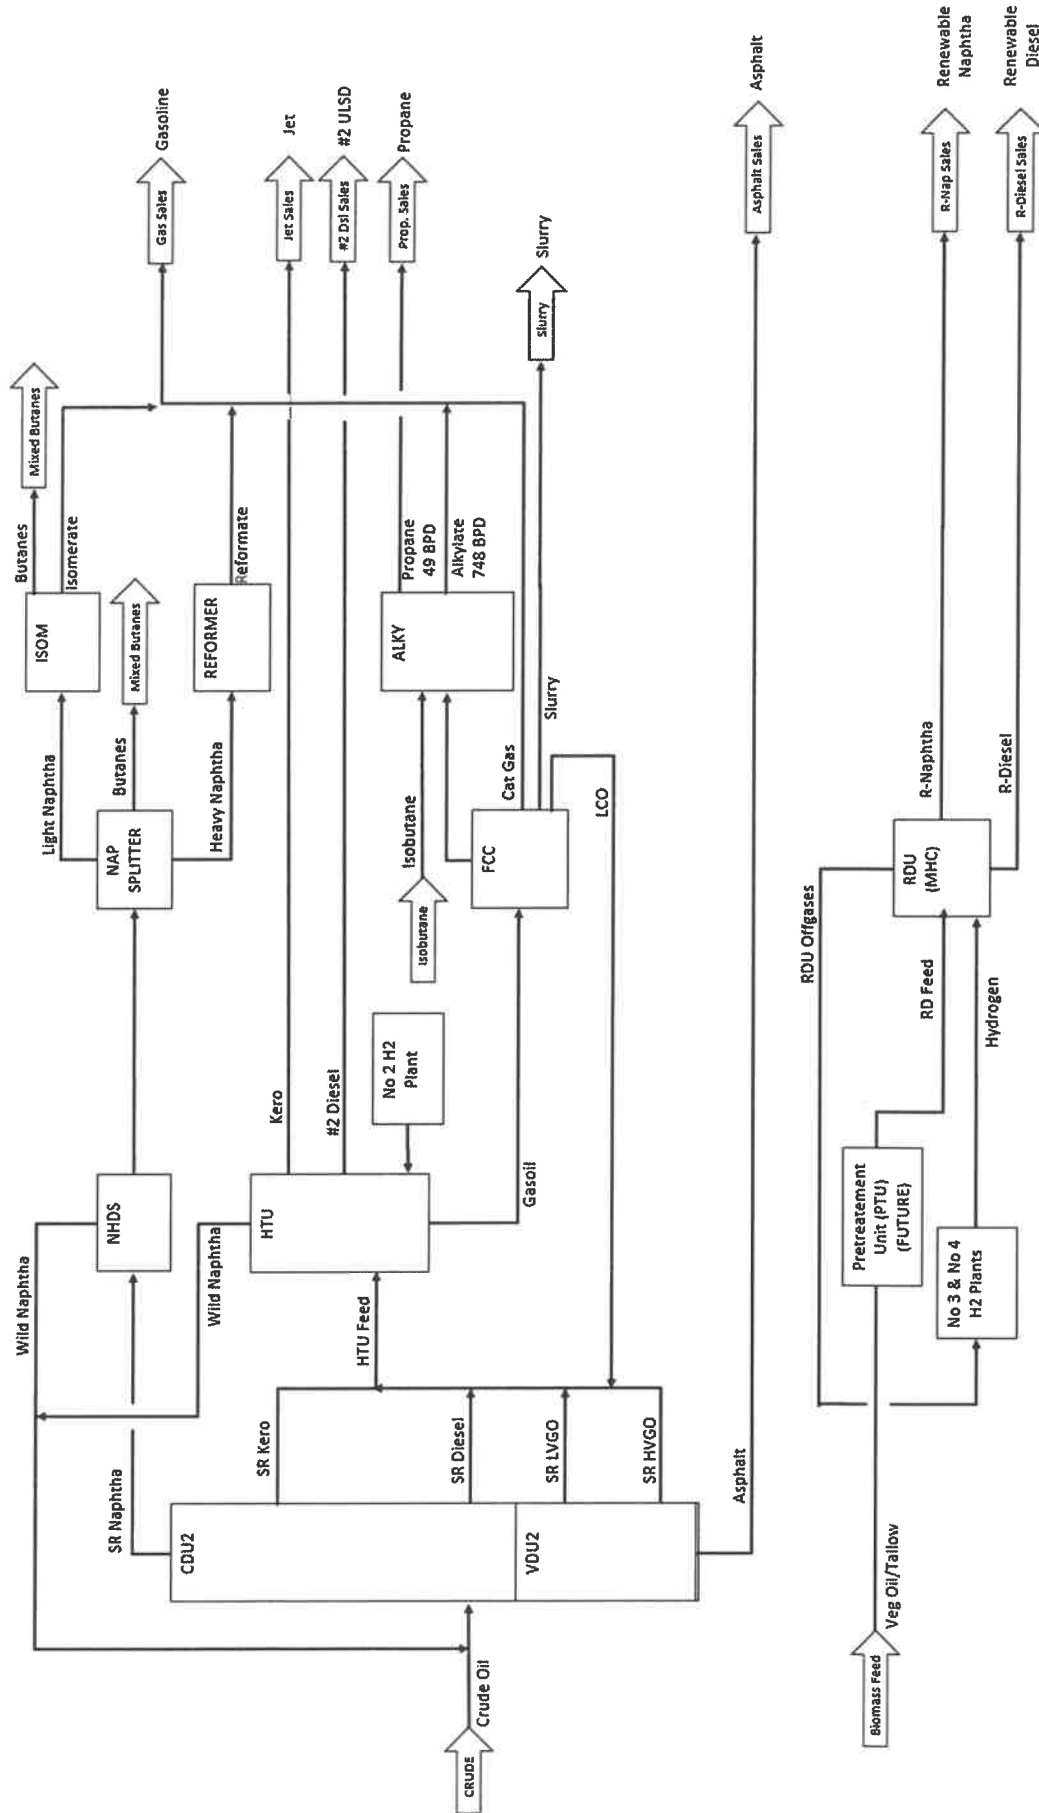 Wild Naphtha
SR Naphtha
NHDS
Wild Naphtha
NAP
SPLITTER
Light Naphtha
Butanes
Mixed Butanes
Heavy Naphtha
ISOM
Butanes
Mixed Butanes
Isomerate
REFORMER
Reformate
Gas Sales
Gasoline
CRUDE
Crude Oil
CDU2
VDU2
SR Kero
SR Diesel
SR LVGO
SR HVGO
HTU Feed
HTU
Kero
Jet Sales
Jet
#2 Diesel
#2 Dsl Sales
#2 ULSD
No 2 H2
Plant
Gasoil
Isobutane
Isobutane
ALKY
Propane
49 BPD
Prop. Sales
Propane
Alkylate
748 BPD
FCC
Cat Gas
Slurry
Slurry
Slurry
LCO
Asphalt
Asphalt Sales
Asphalt
RDU Offgases
Biomass Feed
Veg Oil/Tallow
Pretreatement
Unit (PTU)
(FUTURE)
No 3 & No 4
H2 Plants
RD Feed
Hydrogen
RDU
(MHC)
R-Naphtha
R-Nap Sales
Renewable
Naphtha
R-Diesel
R-Diesel Sales
Renewable
Diesel